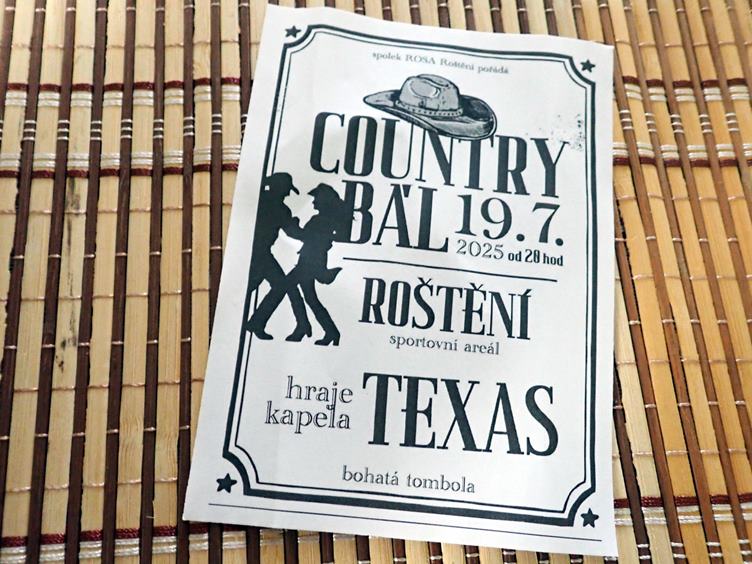 spolek ROSA Roštění pořádá
COUNTRY
BÁL 19.7.
2025 od 20 hod
ROŠTĚNÍ
sportovní areál
hraje
kapela TEXAS
bohatá tombola